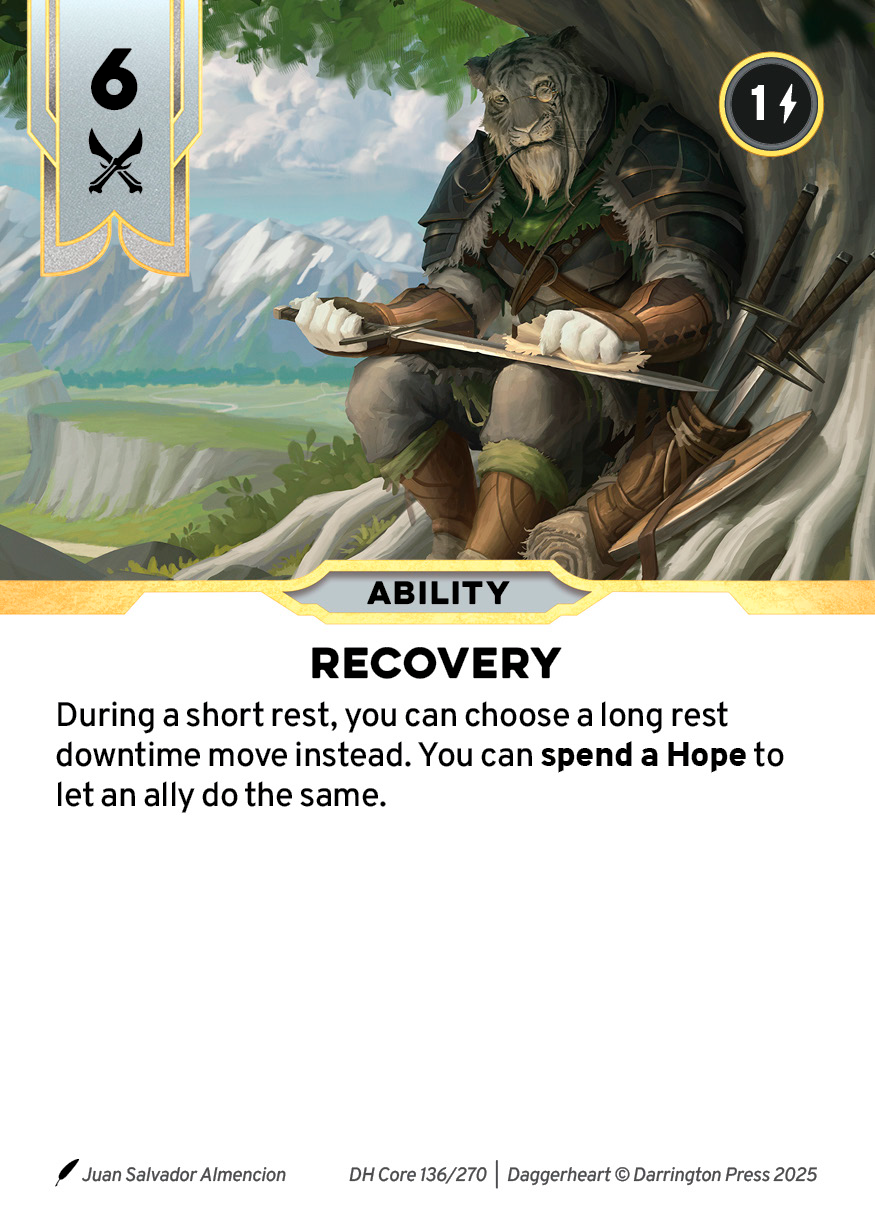 6
1
ABILITY
RECOVERY
During a short rest, you can choose a long rest
downtime move instead. You can spend a Hope to
let an ally do the same.
Juan Salvador Almencion
DH Core 136/270 | Daggerheart © Darrington Press 2025